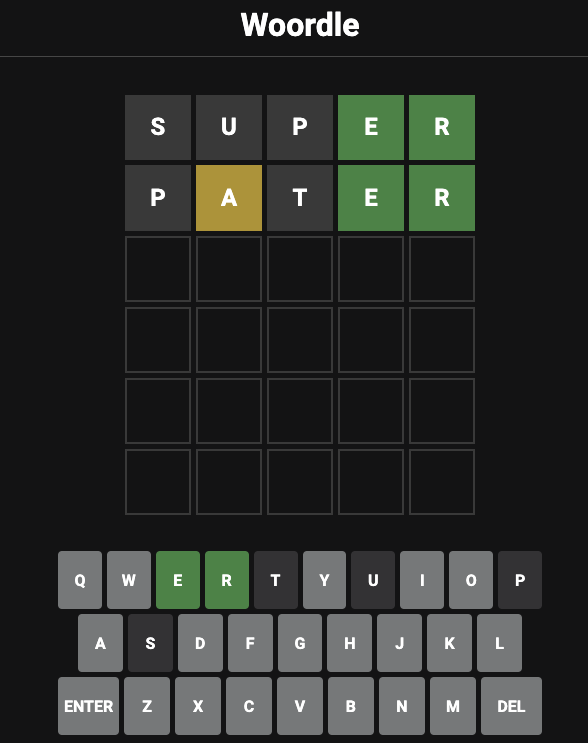 Woordle
S U P E R
P A T E R
Q W E R T Y U I O P
A S D F G H J K L
ENTER Z X C V B N M DEL